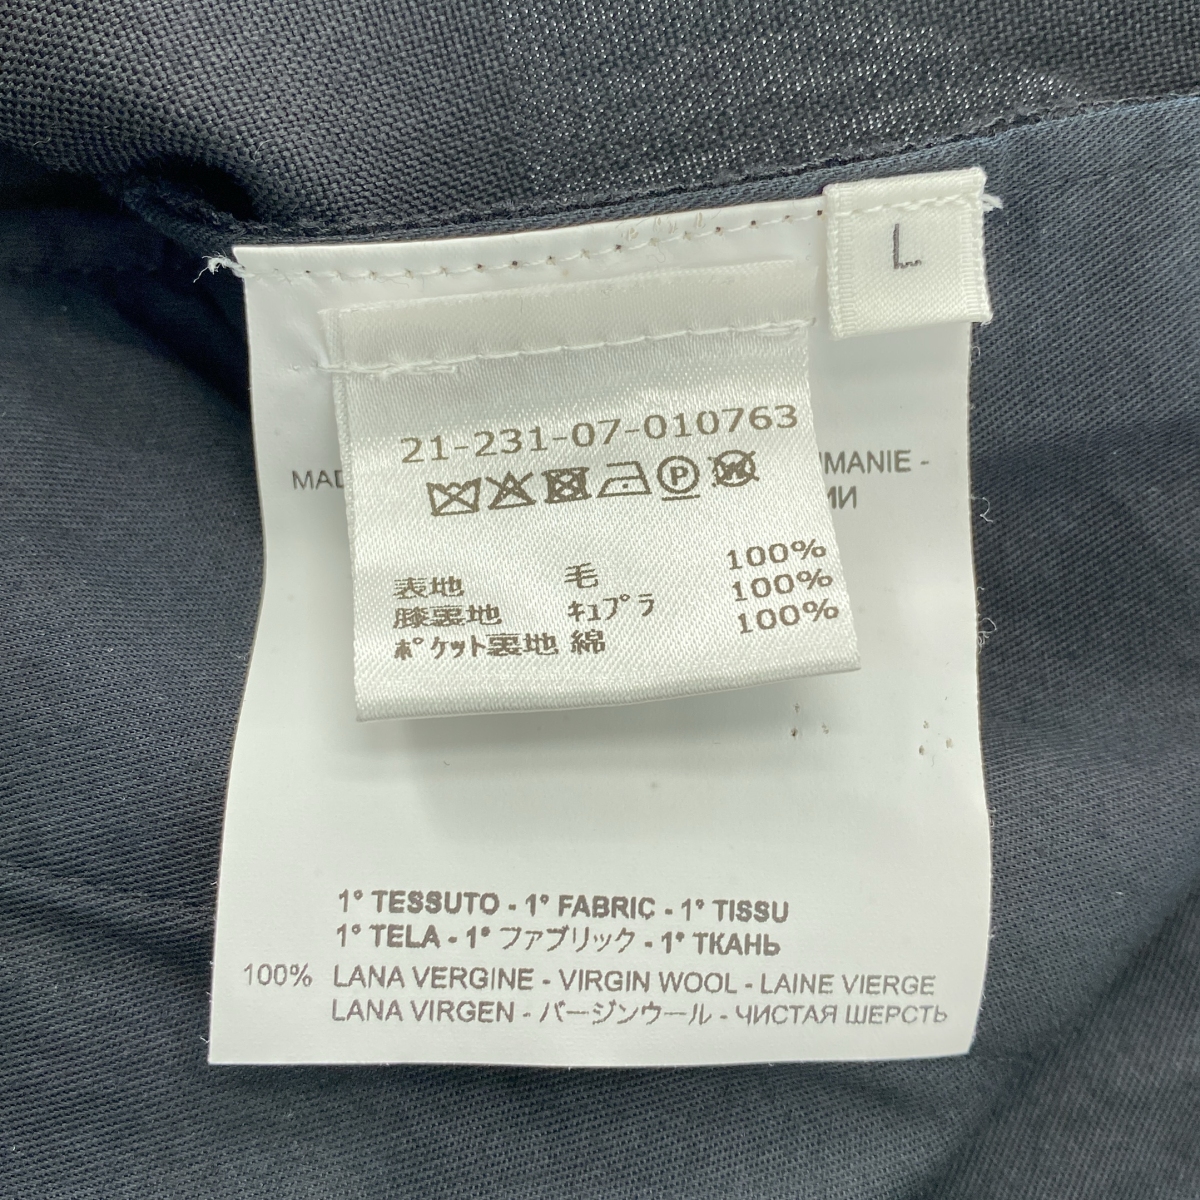 L
21-231-07-010763
P
W
表地 毛 100%
膝裏地 キュプラ 100%
ポケット裏地 綿 100%
1° TESSUTO - 1° FABRIC - 1° TISSU
1° TELA - 1° ファブリック - 1° ТКАНЬ
100% LANA VERGINE - VIRGIN WOOL - LAINE VIERGE
LANA VIRGEN - バージンウール - ЧИСТАЯ ШЕРСТЬ